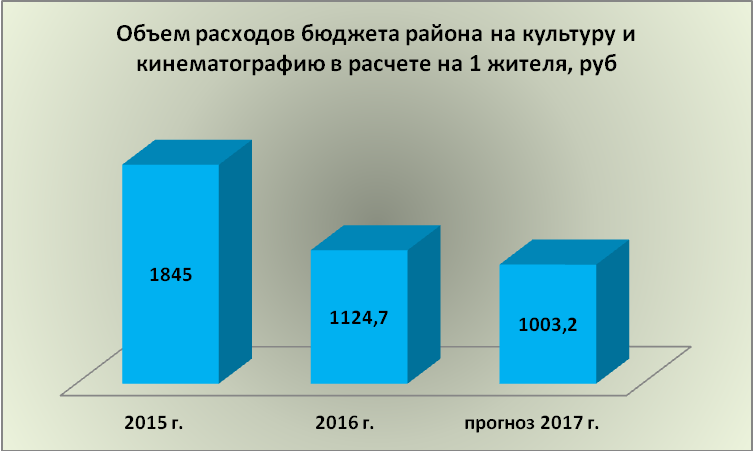 Объем расходов бюджета района на культуру и
кинематографию в расчете на 1 жителя, руб
1845
1124,7
1003,2
2015 г.
2016 г.
прогноз 2017 г.